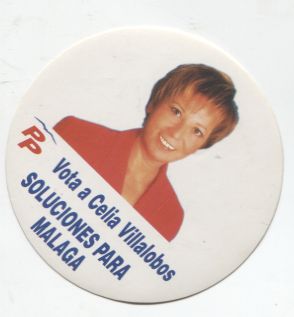 PP
Vota a Celia Villalobos
SOLUCIONES PARA
MALAGA